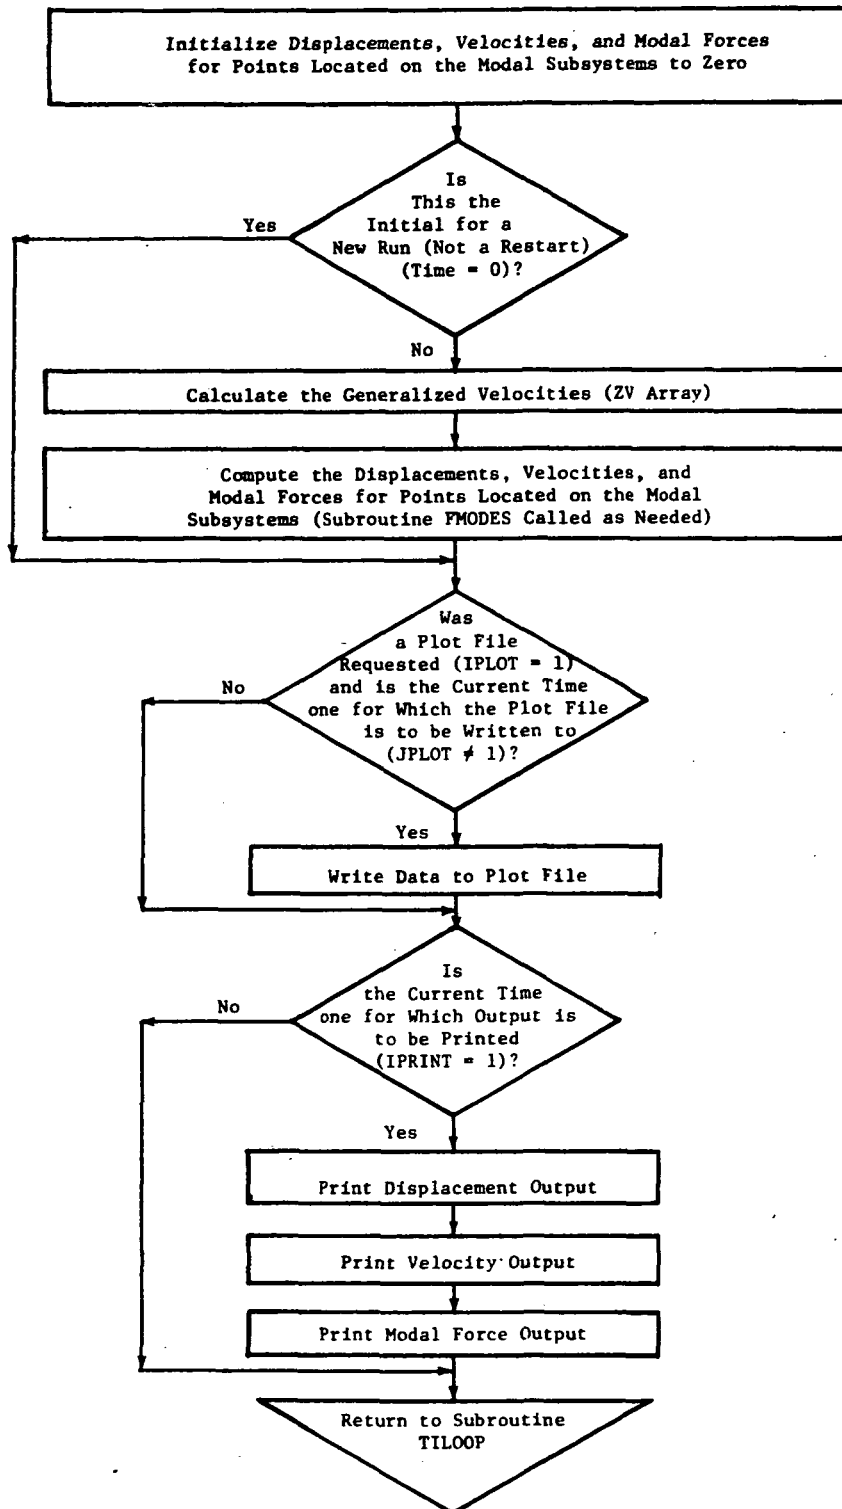 Initialize Displacements, Velocities, and Modal Forces
for Points Located on the Modal Subsystems to Zero
Is
This the
Initial for a
New Run (Not a Restart)
(Time = 0)?
Yes
No
Calculate the Generalized Velocities (ZV Array)
Compute the Displacements, Velocities, and
Modal Forces for Points Located on the Modal
Subsystems (Subroutine FMODES Called as Needed)
Was
a Plot File
Requested (IPLOT = 1)
and is the Current Time
one for Which the Plot File
is to be Written to
(JPLOT ≠ 1)?
No
Yes
Write Data to Plot File
Is
the Current Time
one for Which Output is
to be Printed
(IPRINT = 1)?
No
Yes
Print Displacement Output
Print Velocity Output
Print Modal Force Output
Return to Subroutine
TILOOP